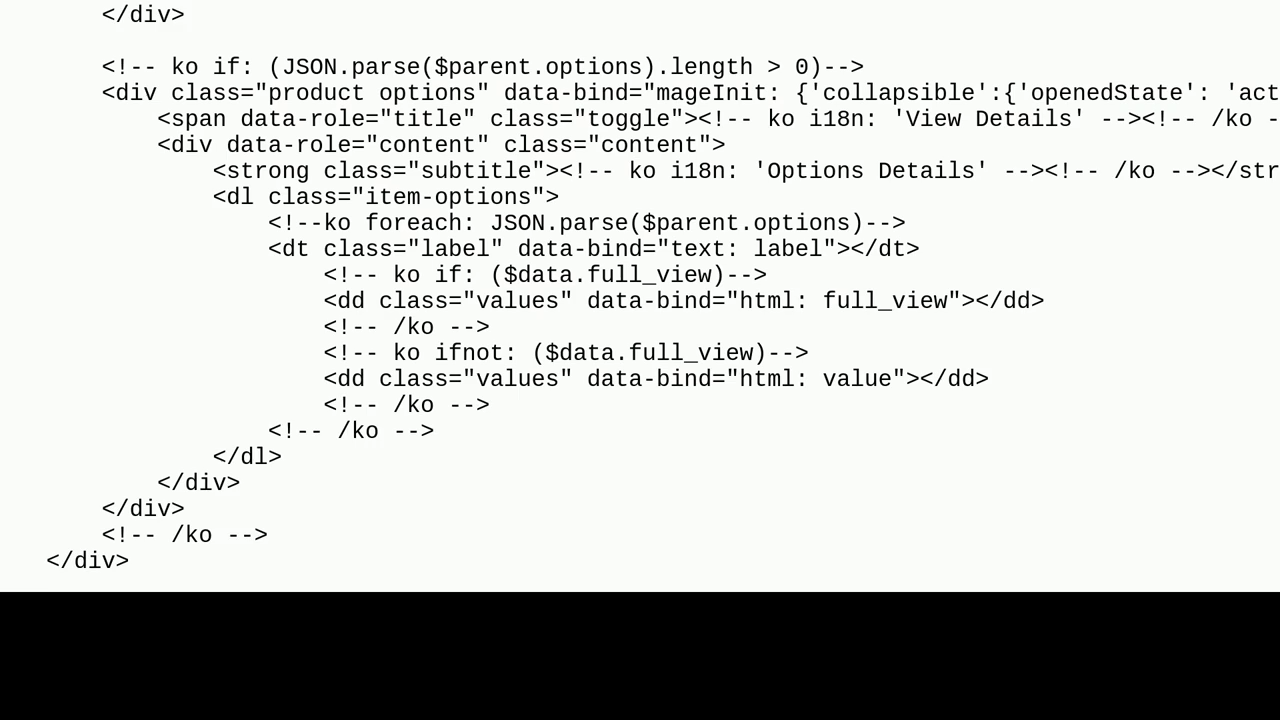 </div>
<!-- ko if: (JSON.parse($parent.options).length > 0)-->
<div class="product options" data-bind="mageInit: {'collapsible':{'openedState': 'act
<span data-role="title" class="toggle"><!-- ko i18n: 'View Details' --><!-- /ko -
<div data-role="content" class="content">
<strong class="subtitle"><!-- ko i18n: 'Options Details' --><!-- /ko --></str
<dl class="item-options">
<!--ko foreach: JSON.parse($parent.options)-->
<dt class="label" data-bind="text: label"></dt>
<!-- ko if: ($data.full_view)-->
<dd class="values" data-bind="html: full_view"></dd>
<!-- /ko -->
<!-- ko ifnot: ($data.full_view)-->
<dd class="values" data-bind="html: value"></dd>
<!-- /ko -->
<!-- /ko -->
</dl>
</div>
</div>
<!-- /ko -->
</div>